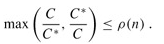 max ( C / C* , C* / C ) ≤ ρ(n) .